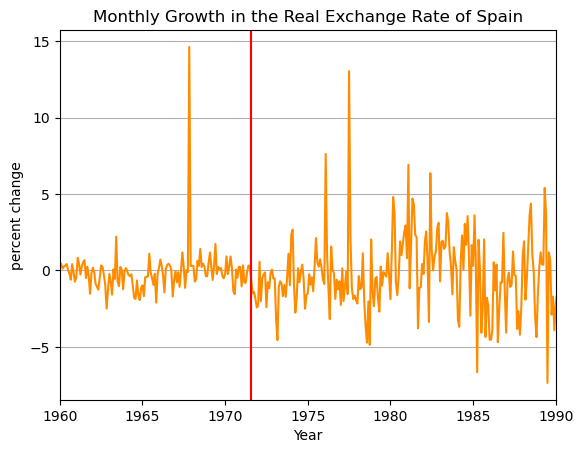 Monthly Growth in the Real Exchange Rate of Spain
15
10
5
0
−5
percent change
1960 1965 1970 1975 1980 1985 1990
Year